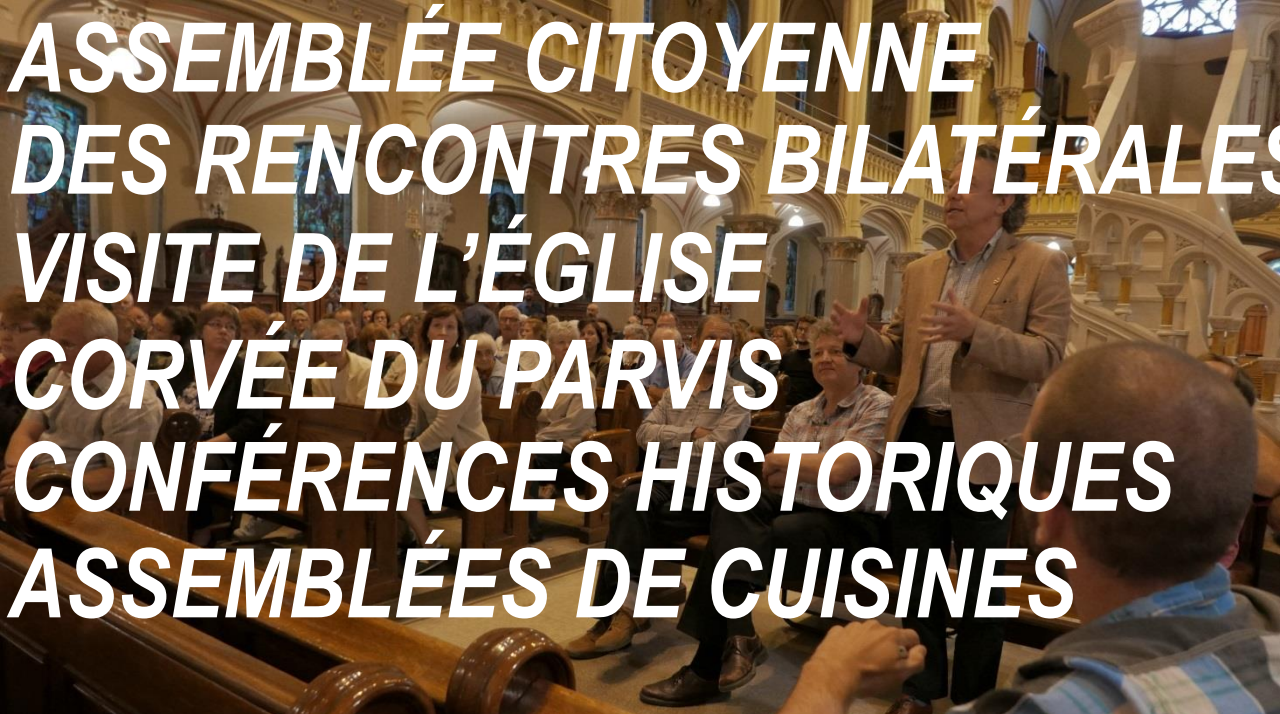 ASSEMBLÉE CITOYENNE
DES RENCONTRES BILATÉRALES
VISITE DE L’ÉGLISE
CORVÉE DU PARVIS
CONFÉRENCES HISTORIQUES
ASSEMBLÉES DE CUISINES